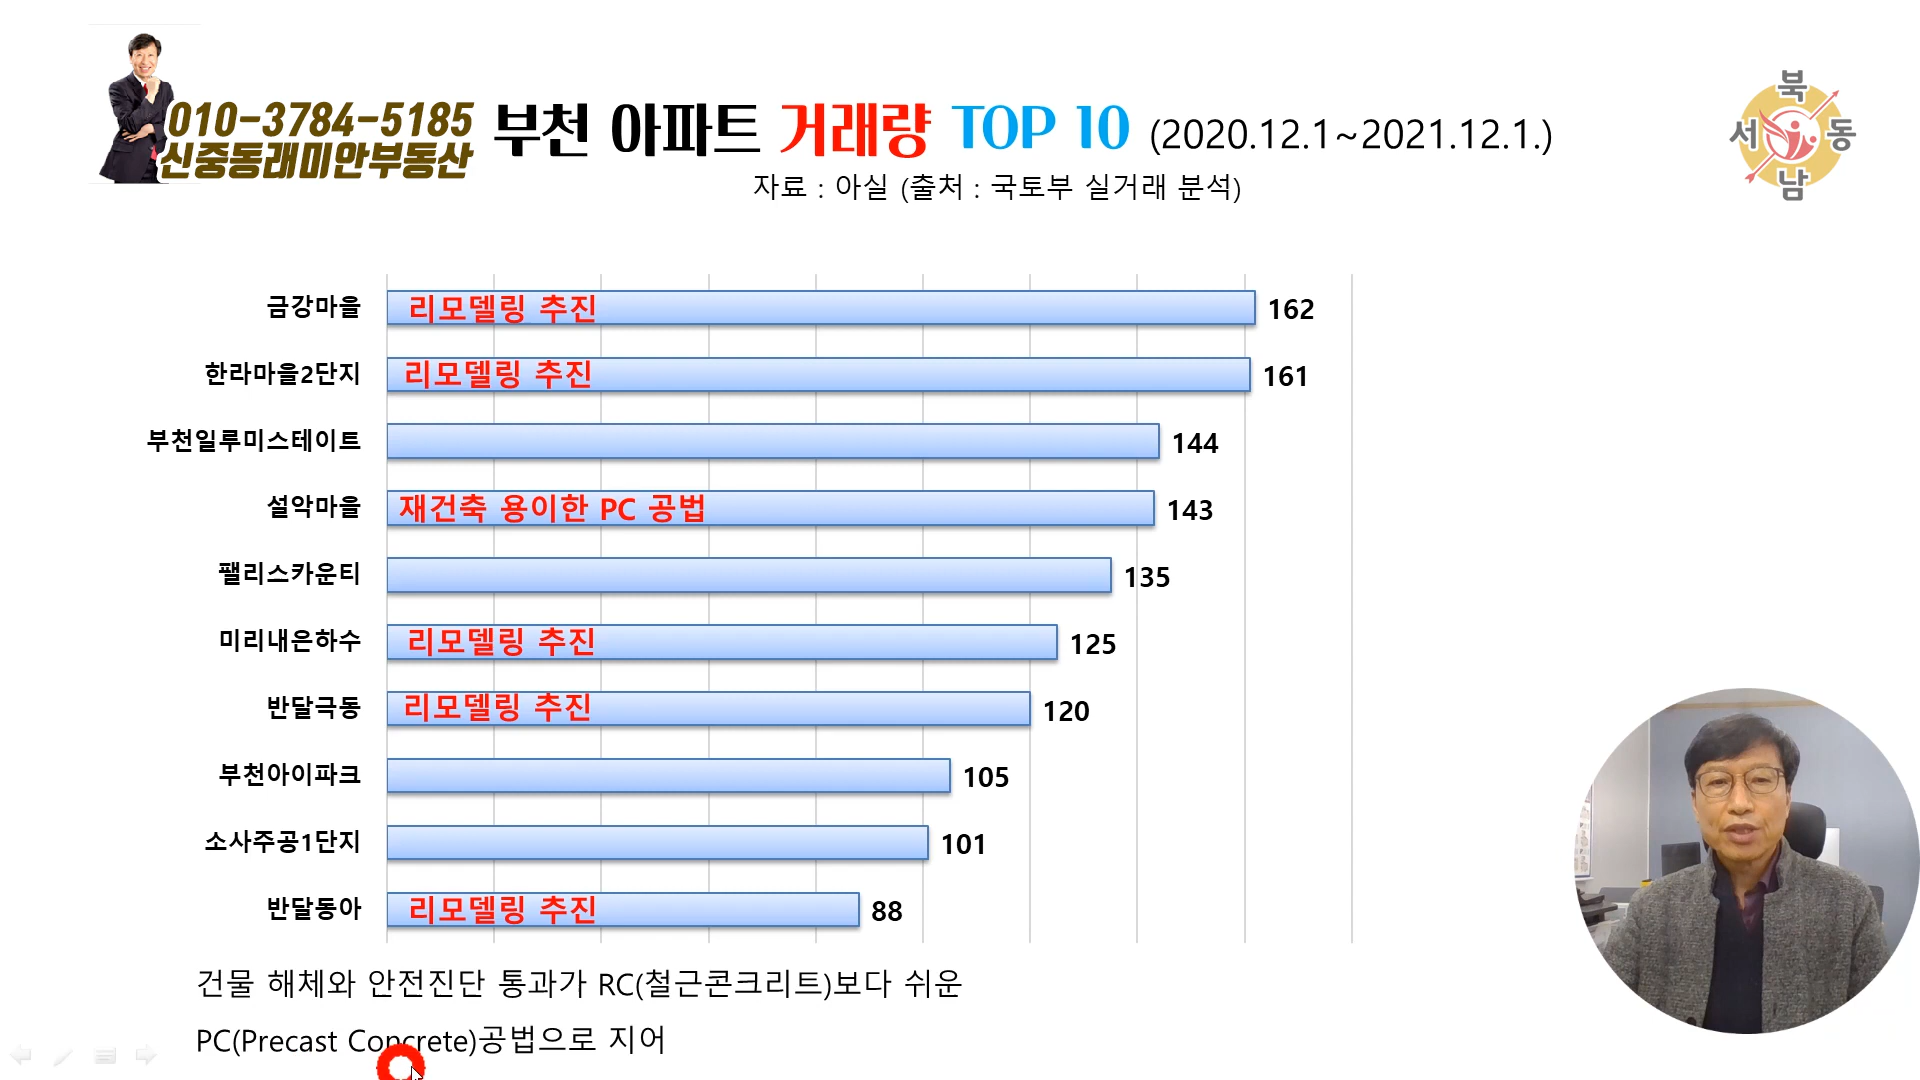 010-3784-5185
신중동래미안부동산
부천 아파트 거래량 TOP 10 (2020.12.1~2021.12.1.)
자료 : 아실 (출처 : 국토부 실거래 분석)
북
서 동
남
금강마을 리모델링 추진 162
한라마을2단지 리모델링 추진 161
부천일루미스테이트 144
설악마을 재건축 용이한 PC 공법 143
팰리스카운티 135
미리내은하수 리모델링 추진 125
반달극동 리모델링 추진 120
부천아이파크 105
소사주공1단지 101
반달동아 리모델링 추진 88
건물 해체와 안전진단 통과가 RC(철근콘크리트)보다 쉬운
PC(Precast Concrete)공법으로 지어